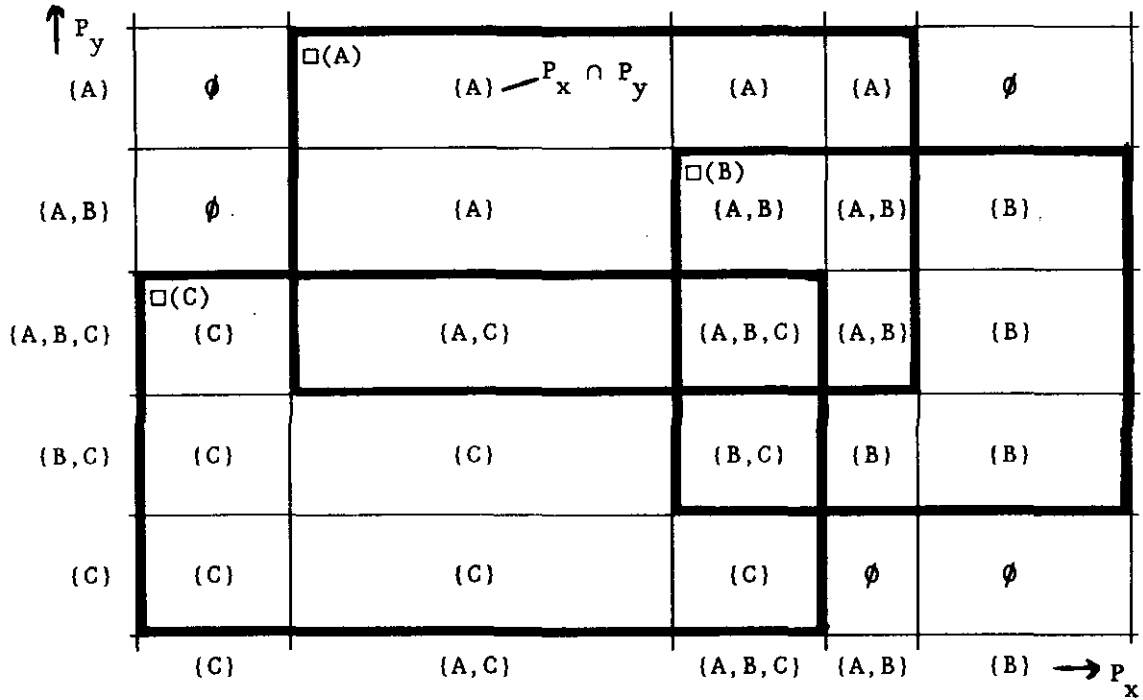 ↑ P_y
□(A)
{A} ∅ {A} P_x ∩ P_y {A} {A} ∅
□(B)
{A,B} ∅ {A} {A,B} {A,B} {B}
□(C)
{A,B,C} {C} {A,C} {A,B,C} {A,B} {B}
{B,C} {C} {C} {B,C} {B} {B}
{C} {C} {C} {C} ∅ ∅
{C} {A,C} {A,B,C} {A,B} {B} → P_x